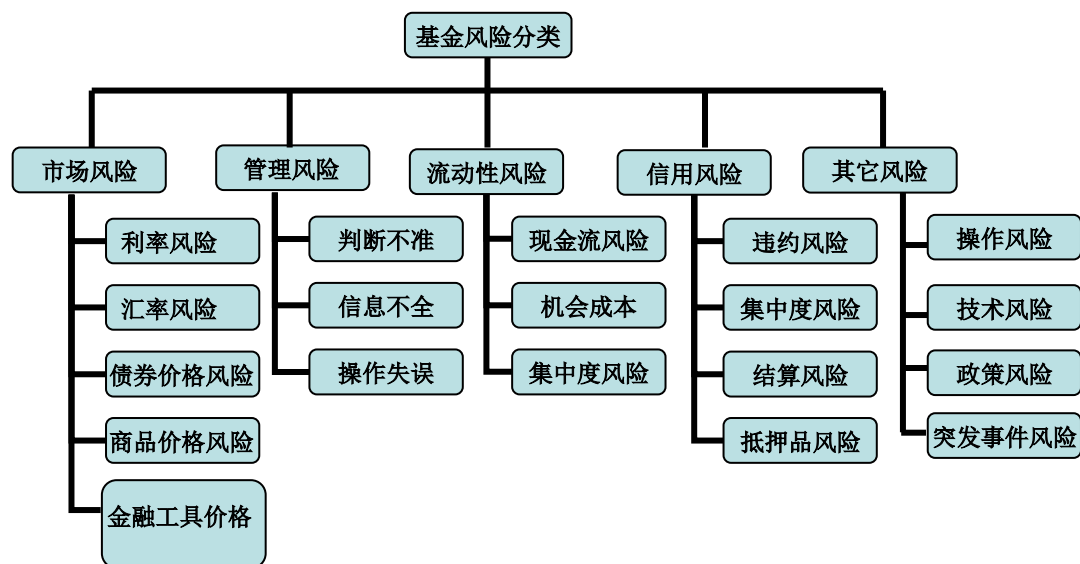 基金风险分类
市场风险
管理风险
流动性风险
信用风险
其它风险
利率风险
汇率风险
债券价格风险
商品价格风险
金融工具价格
判断不准
信息不全
操作失误
现金流风险
机会成本
集中度风险
违约风险
集中度风险
结算风险
抵押品风险
操作风险
技术风险
政策风险
突发事件风险